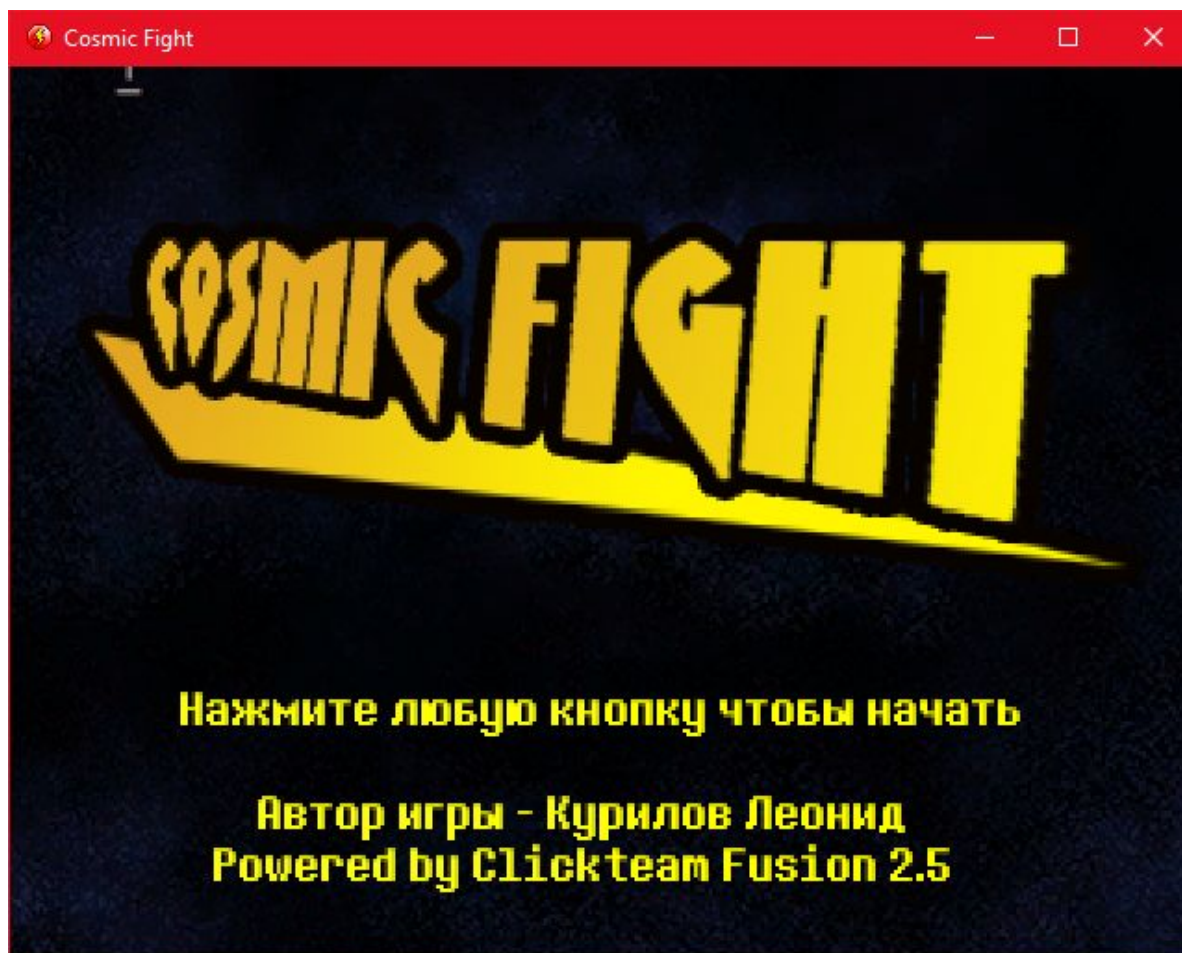 Cosmic Fight
COSMIC FIGHT
Нажмите любую кнопку чтобы начать
Автор игры - Курилов Леонид
Powered by Clickteam Fusion 2.5